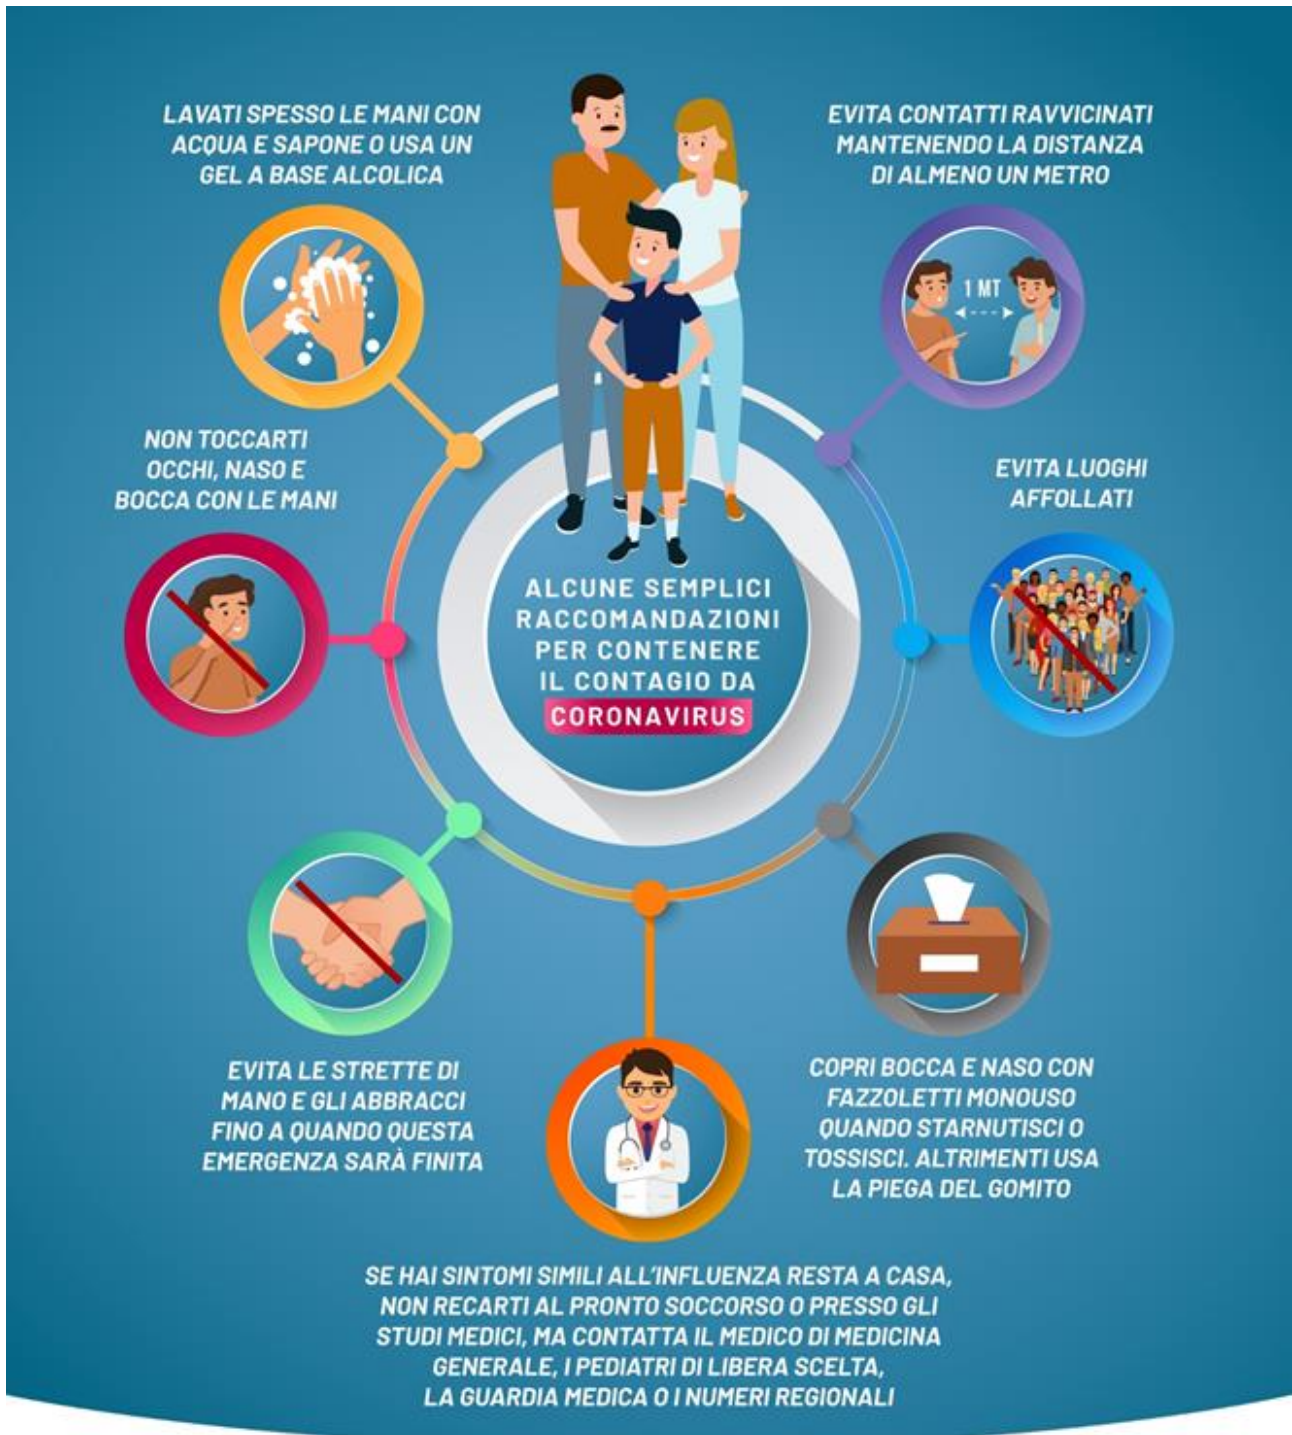 LAVATI SPESSO LE MANI CON
ACQUA E SAPONE O USA UN
GEL A BASE ALCOLICA
EVITA CONTATTI RAVVICINATI
MANTENENDO LA DISTANZA
DI ALMENO UN METRO
1 MT
NON TOCCARTI
OCCHI, NASO E
BOCCA CON LE MANI
EVITA LUOGHI
AFFOLLATI
ALCUNE SEMPLICI
RACCOMANDAZIONI
PER CONTENERE
IL CONTAGIO DA
CORONAVIRUS
EVITA LE STRETTE DI
MANO E GLI ABBRACCI
FINO A QUANDO QUESTA
EMERGENZA SARÀ FINITA
COPRI BOCCA E NASO CON
FAZZOLETTI MONOUSO
QUANDO STARNUTISCI O
TOSSISCI. ALTRIMENTI USA
LA PIEGA DEL GOMITO
SE HAI SINTOMI SIMILI ALL'INFLUENZA RESTA A CASA,
NON RECARTI AL PRONTO SOCCORSO O PRESSO GLI
STUDI MEDICI, MA CONTATTA IL MEDICO DI MEDICINA
GENERALE, I PEDIATRI DI LIBERA SCELTA,
LA GUARDIA MEDICA O I NUMERI REGIONALI